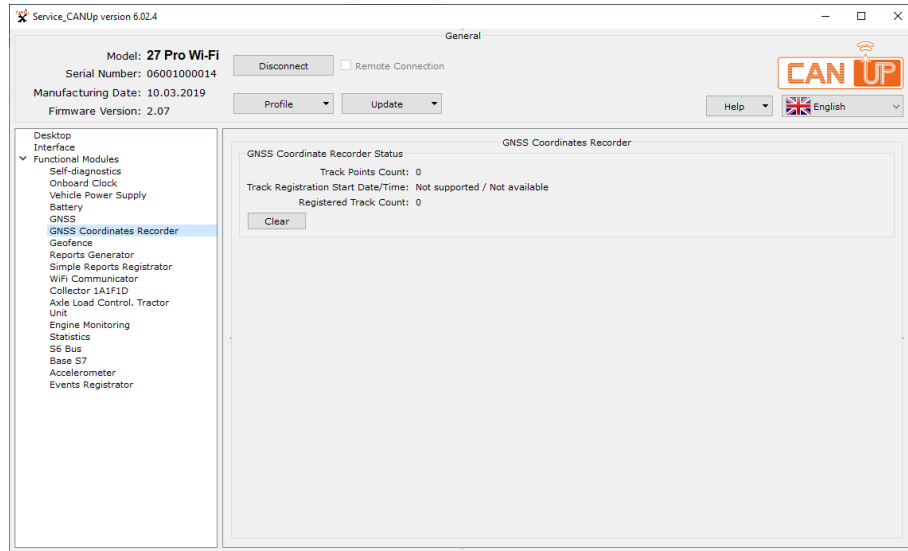 Service_CANUp version 6.02.4
General
Model: 27 Pro Wi-Fi
Serial Number: 06001000014
Manufacturing Date: 10.03.2019
Firmware Version: 2.07
Disconnect
Remote Connection
Profile
Update
CAN UP
Help
English
Desktop
Interface
Functional Modules
Self-diagnostics
Onboard Clock
Vehicle Power Supply
Battery
GNSS
GNSS Coordinates Recorder
Geofence
Reports Generator
Simple Reports Registrator
WiFi Communicator
Collector 1A1F1D
Axle Load Control. Tractor
Unit
Engine Monitoring
Statistics
S6 Bus
Base S7
Accelerometer
Events Registrator
GNSS Coordinates Recorder
GNSS Coordinate Recorder Status
Track Points Count: 0
Track Registration Start Date/Time: Not supported / Not available
Registered Track Count: 0
Clear